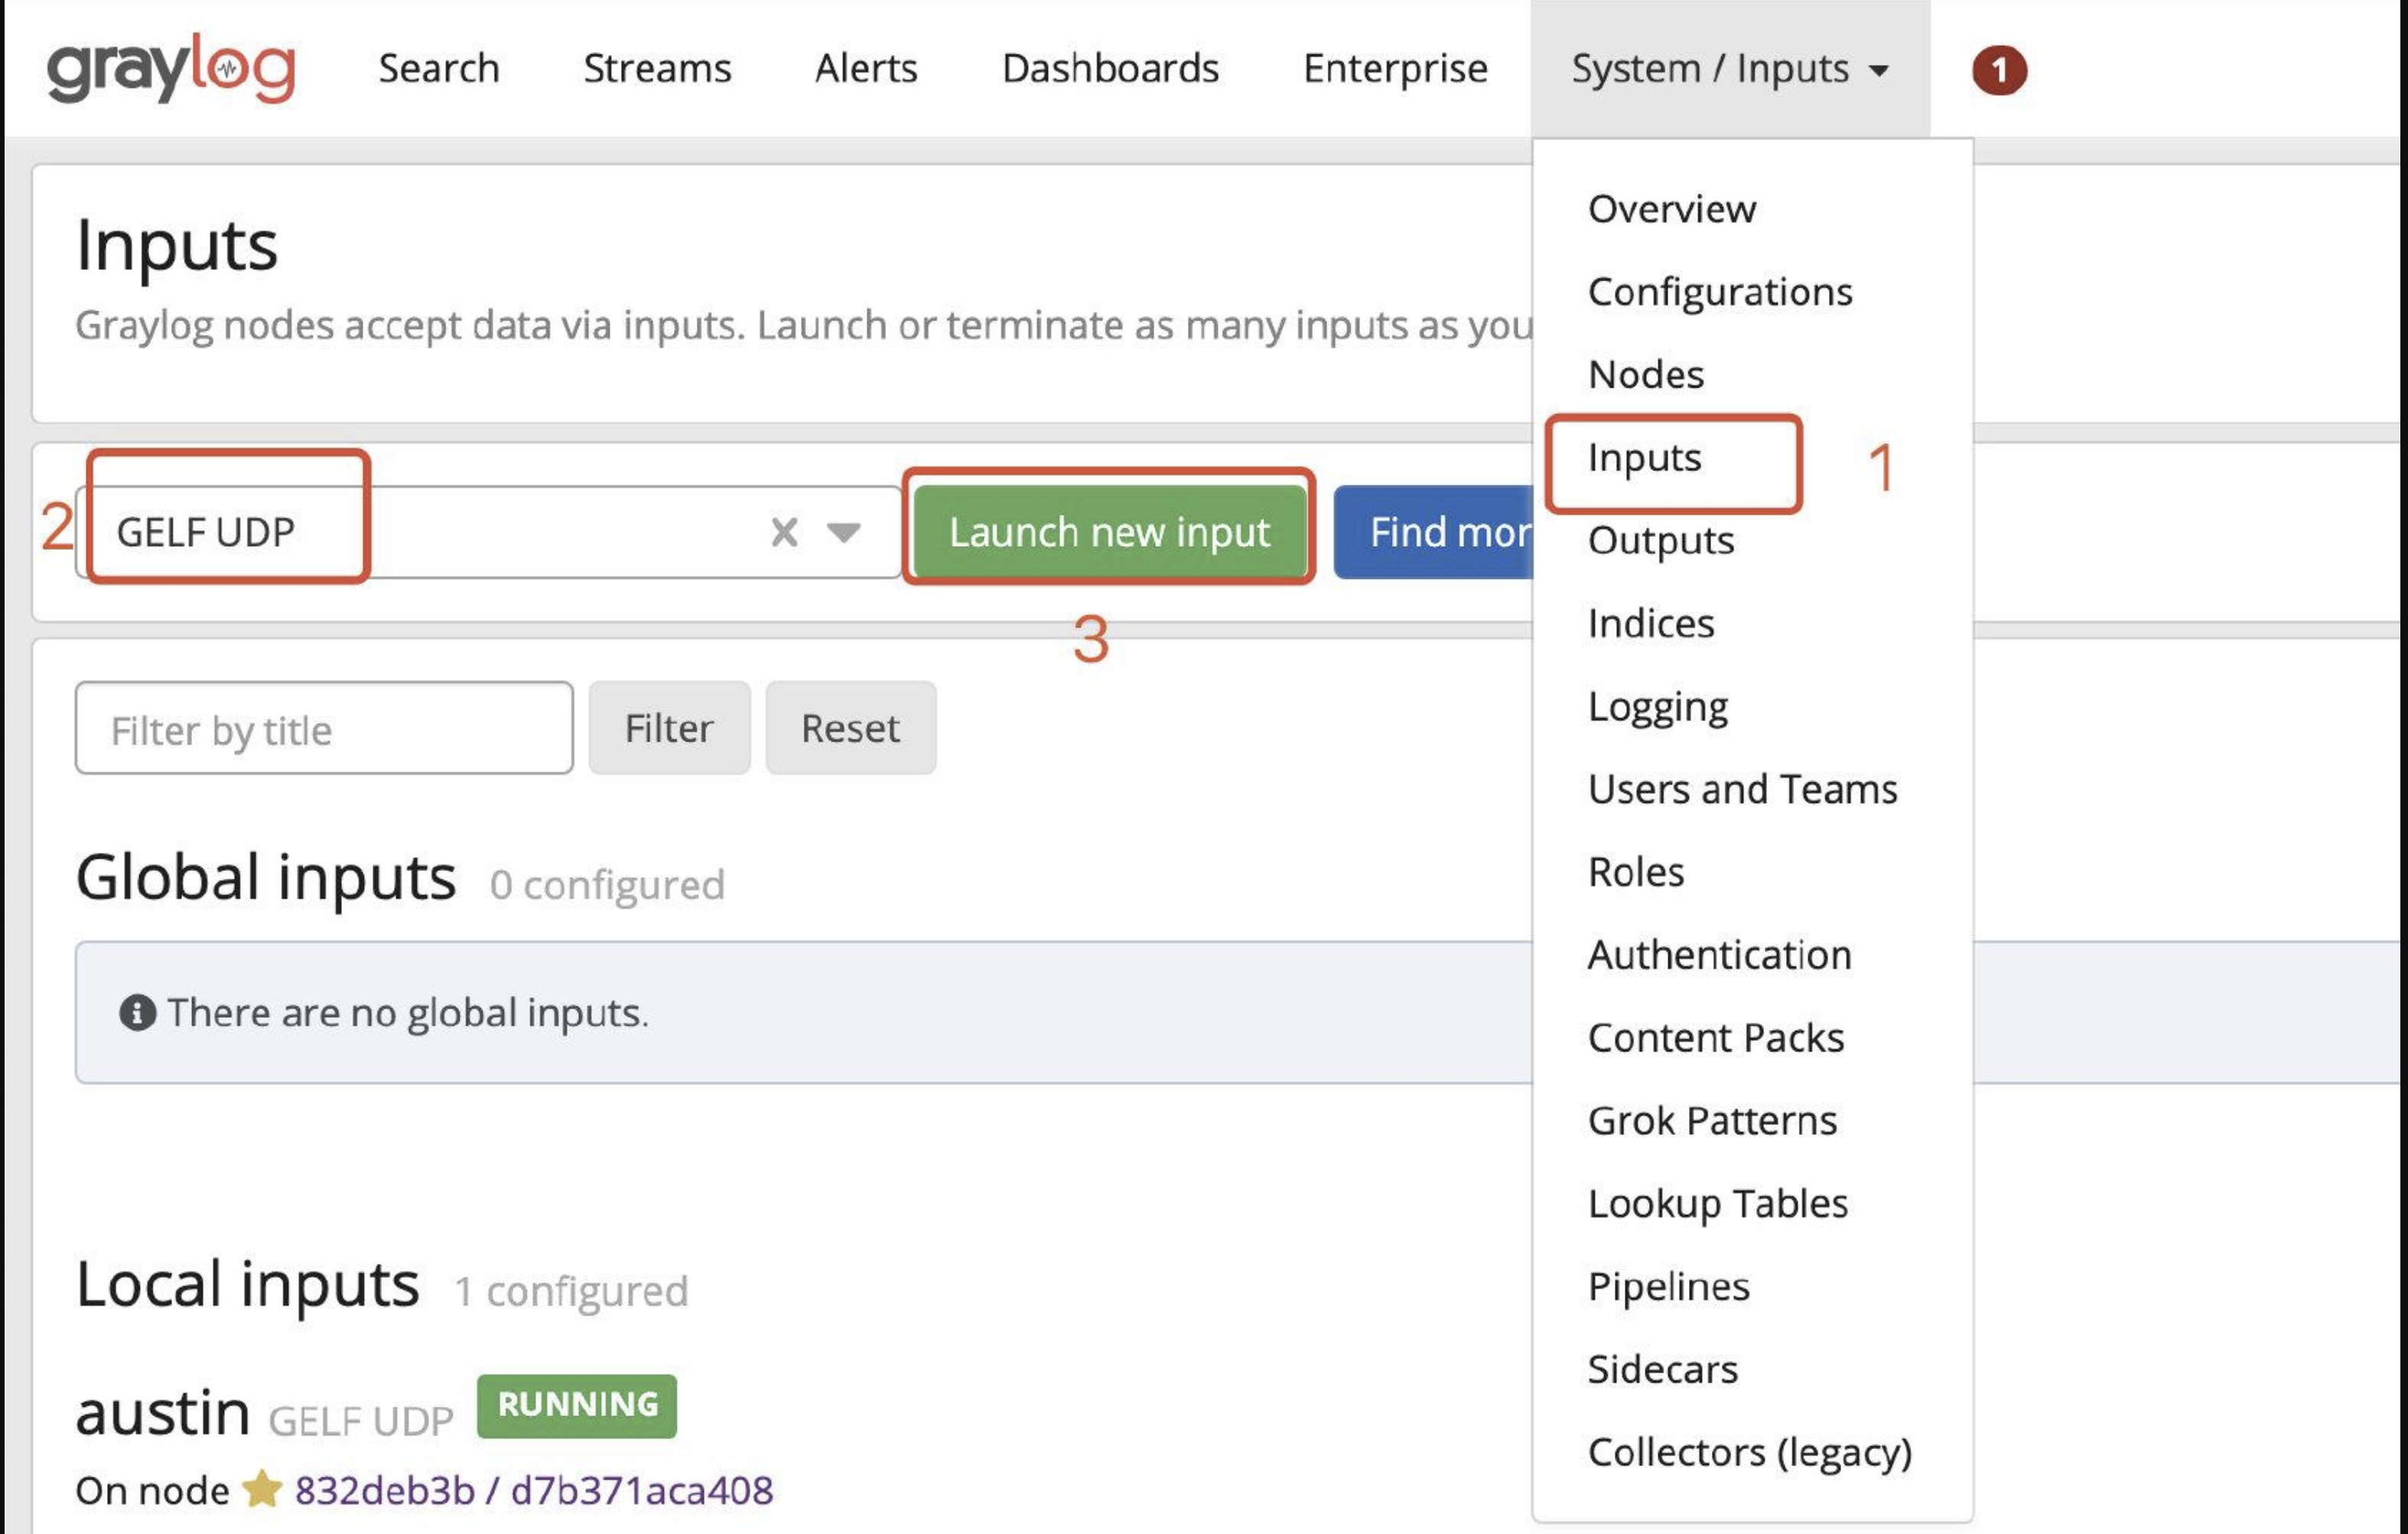 graylog Search Streams Alerts Dashboards Enterprise System / Inputs 1
Inputs
Graylog nodes accept data via inputs. Launch or terminate as many inputs as you
2 GELF UDP Launch new input Find mor
3
Filter by title Filter Reset
Global inputs 0 configured
There are no global inputs.
Local inputs 1 configured
austin GELF UDP RUNNING
On node 832deb3b / d7b371aca408
Overview
Configurations
Nodes
Inputs 1
Outputs
Indices
Logging
Users and Teams
Roles
Authentication
Content Packs
Grok Patterns
Lookup Tables
Pipelines
Sidecars
Collectors (legacy)